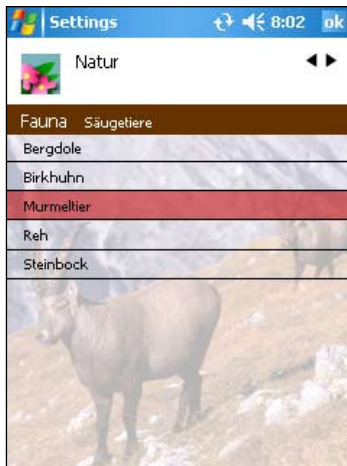 Settings 8:02 ok
Natur
Fauna Säugetiere
Bergdole
Birkhuhn
Murmeltier
Reh
Steinbock